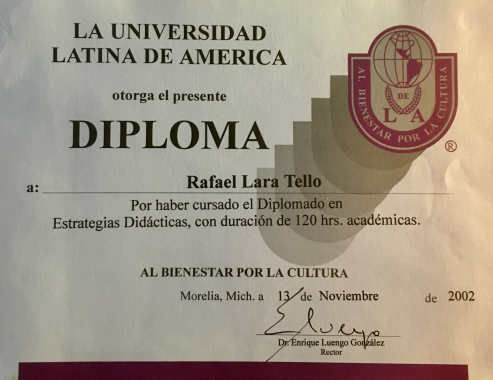 LA UNIVERSIDAD
LATINA DE AMERICA
otorga el presente
DIPLOMA
AL BIENESTAR POR LA CULTURA
DE
L A
®
a: Rafael Lara Tello
Por haber cursado el Diplomado en
Estrategias Didácticas, con duración de 120 hrs. académicas.
AL BIENESTAR POR LA CULTURA
Morelia, Mich. a 13 de Noviembre de 2002
Dr. Enrique Luengo González
Rector